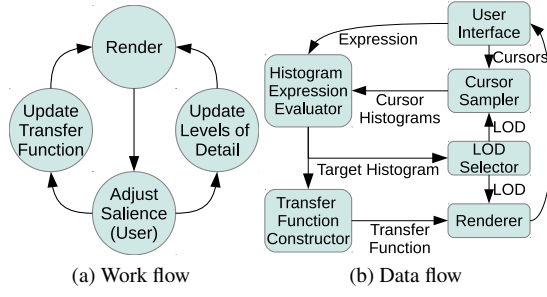 Render
Update
Transfer
Function
Update
Levels of
Detail
Adjust
Salience
(User)
(a) Work flow
User
Interface
Expression
Cursors
Histogram
Expression
Evaluator
Cursor
Sampler
Cursor
Histograms
LOD
Target Histogram
LOD
Selector
LOD
Transfer
Function
Constructor
Transfer
Function
Renderer
(b) Data flow